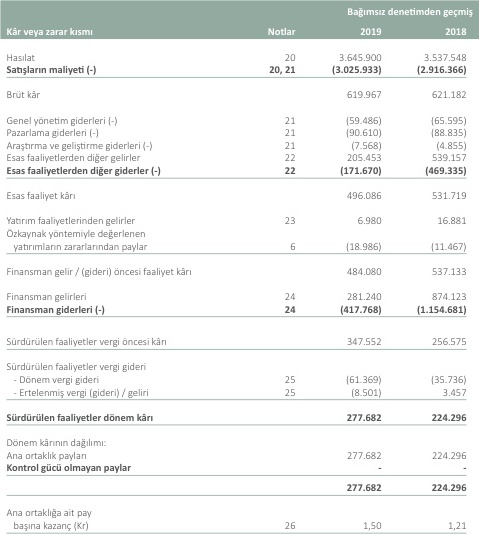 Bağımsız denetimden geçmiş
Kâr veya zarar kısmı Notlar 2019 2018
Hasılat 20 3.645.900 3.537.548
Satışların maliyeti (-) 20, 21 (3.025.933) (2.916.366)
Brüt kâr 619.967 621.182
Genel yönetim giderleri (-) 21 (59.486) (65.595)
Pazarlama giderleri (-) 21 (90.610) (88.835)
Araştırma ve geliştirme giderleri (-) 21 (7.568) (4.855)
Esas faaliyetlerden diğer gelirler 22 205.453 539.157
Esas faaliyetlerden diğer giderler (-) 22 (171.670) (469.335)
Esas faaliyet kârı 496.086 531.719
Yatırım faaliyetlerinden gelirler 23 6.980 16.881
Özkaynak yöntemiyle değerlenen
yatırımların zararlarından paylar 6 (18.986) (11.467)
Finansman gelir / (gideri) öncesi faaliyet kârı 484.080 537.133
Finansman gelirleri 24 281.240 874.123
Finansman giderleri (-) 24 (417.768) (1.154.681)
Sürdürülen faaliyetler vergi öncesi kârı 347.552 256.575
Sürdürülen faaliyetler vergi gideri
- Dönem vergi gideri 25 (61.369) (35.736)
- Ertelenmiş vergi (gideri) / geliri 25 (8.501) 3.457
Sürdürülen faaliyetler dönem kârı 277.682 224.296
Dönem kârının dağılımı:
Ana ortaklık payları 277.682 224.296
Kontrol gücü olmayan paylar - -
277.682 224.296
Ana ortaklığa ait pay
başına kazanç (Kr) 26 1,50 1,21